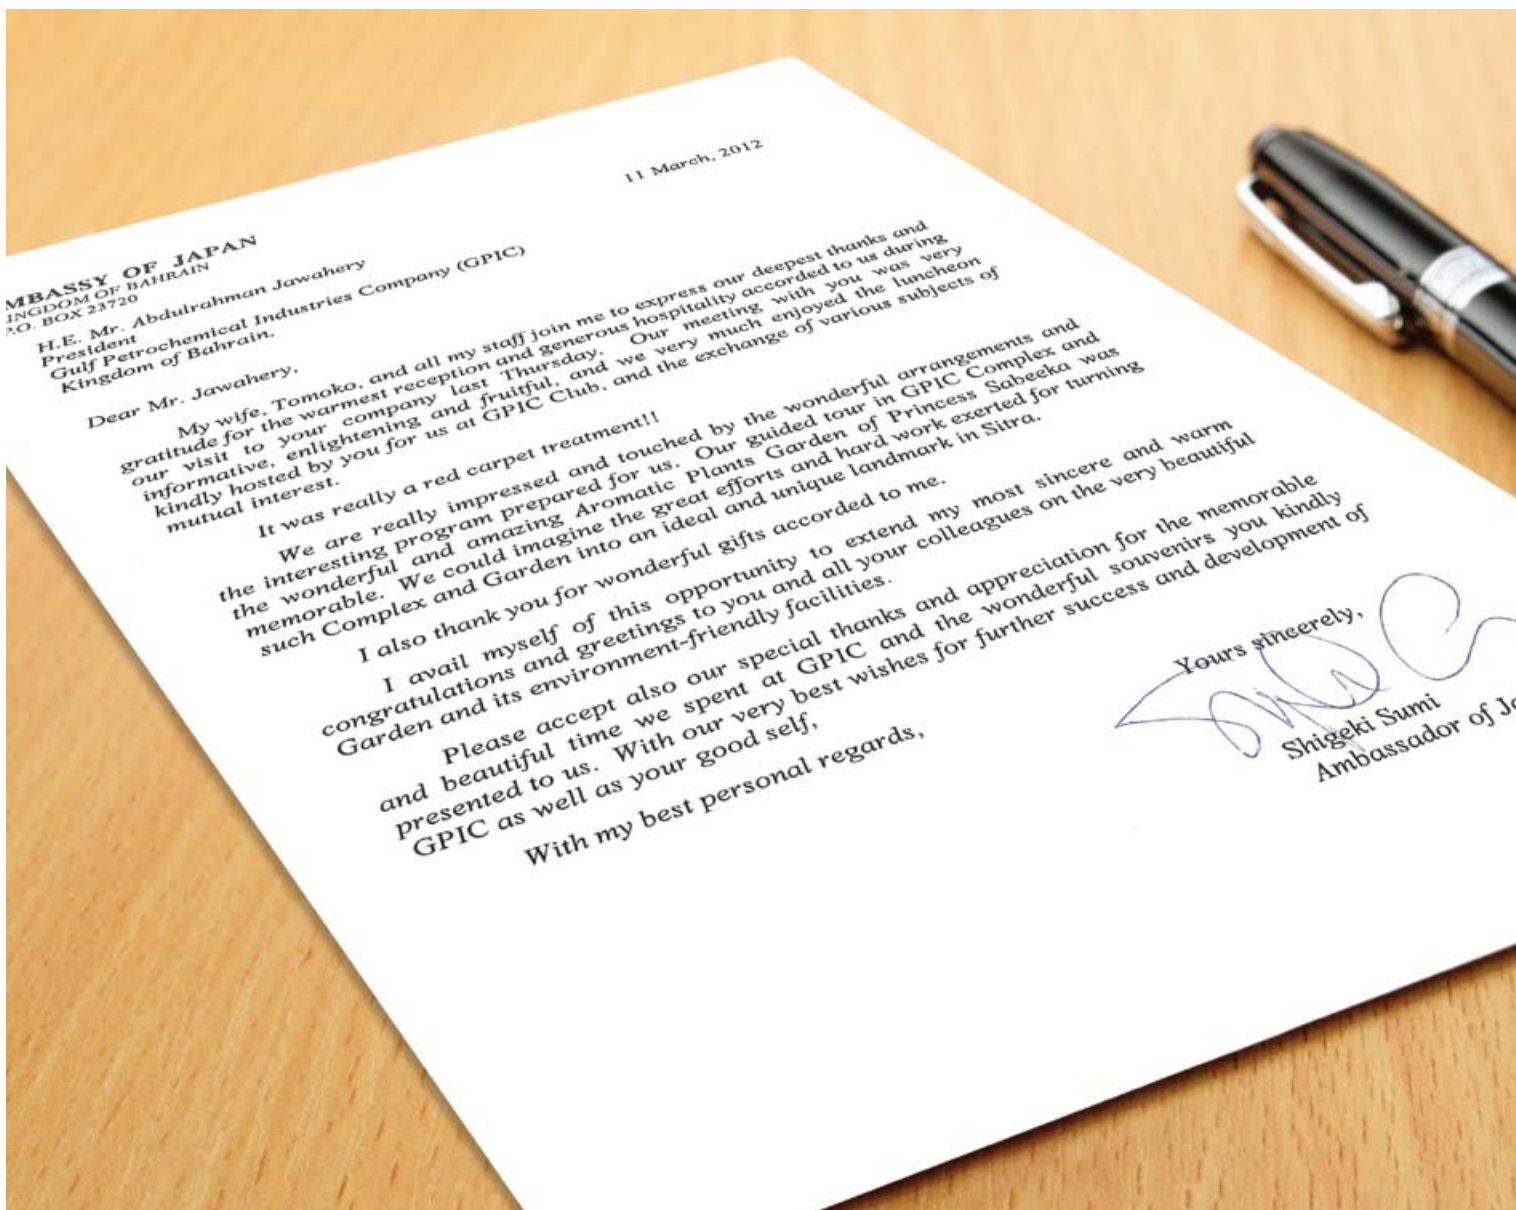 11 March, 2012
MBASSY OF JAPAN
INGDOM OF BAHRAIN
P.O. BOX 23720
H.E. Mr. Abdulrahman Jawahery
President
Gulf Petrochemical Industries Company (GPIC)
Kingdom of Bahrain.
Dear Mr. Jawahery,
My wife, Tomoko, and all my staff join me to express our deepest thanks and
gratitude for the warmest reception and generous hospitality accorded to us during
our visit to your company last Thursday. Our meeting with you was very
informative, enlightening and fruitful, and we very much enjoyed the luncheon
kindly hosted by you for us at GPIC Club, and the exchange of various subjects of
mutual interest.
It was really a red carpet treatment!!
We are really impressed and touched by the wonderful arrangements and
the interesting program prepared for us. Our guided tour in GPIC Complex and
the wonderful and amazing Aromatic Plants Garden of Princess Sabeeka was
memorable. We could imagine the great efforts and hard work exerted for turning
such Complex and Garden into an ideal and unique landmark in Sitra.
I also thank you for wonderful gifts accorded to me.
I avail myself of this opportunity to extend my most sincere and warm
congratulations and greetings to you and all your colleagues on the very beautiful
Garden and its environment-friendly facilities.
Please accept also our special thanks and appreciation for the memorable
and beautiful time we spent at GPIC and the wonderful souvenirs you kindly
presented to us. With our very best wishes for further success and development of
GPIC as well as your good self,
With my best personal regards,
Yours sincerely,
Shigeki Sumi
Ambassador of Ja